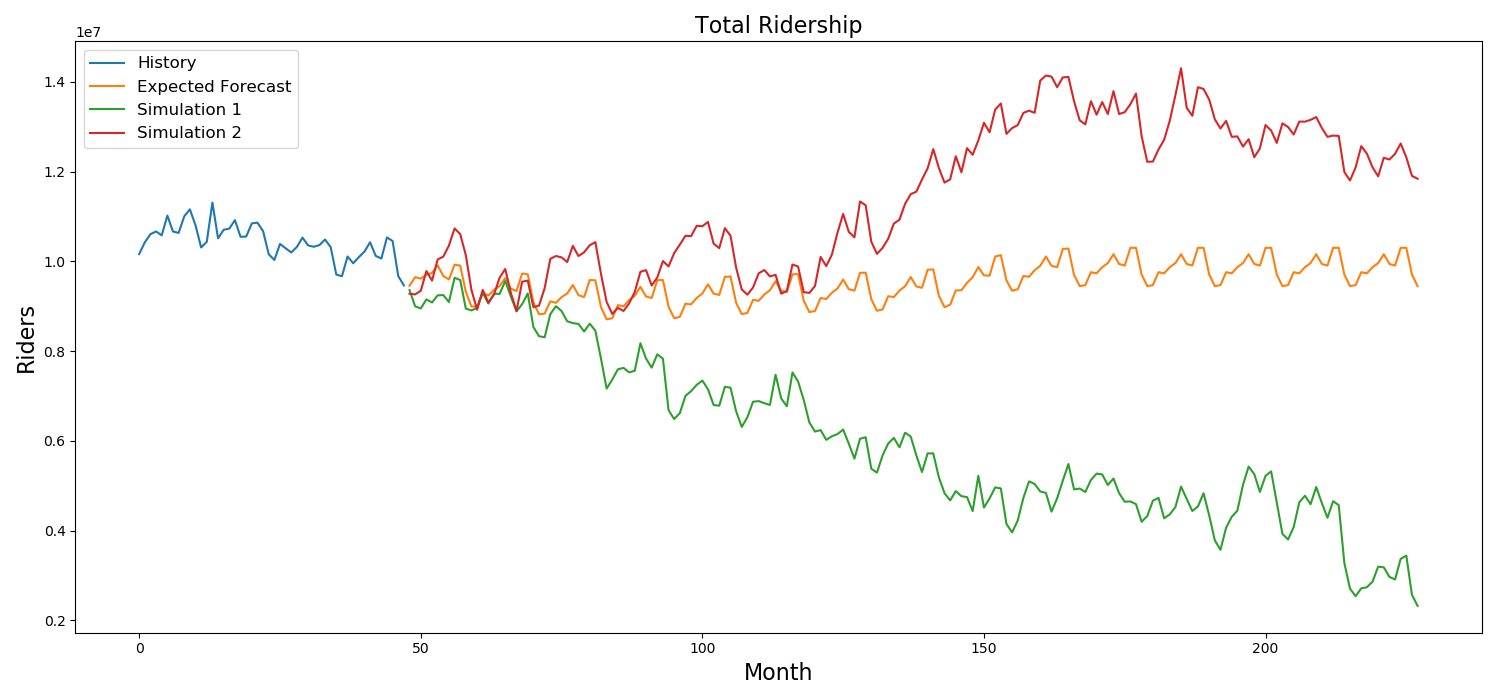 Total Ridership
1e7
History
Expected Forecast
Simulation 1
Simulation 2
1.4
1.2
1.0
0.8
0.6
0.4
0.2
Riders
0 50 100 150 200
Month